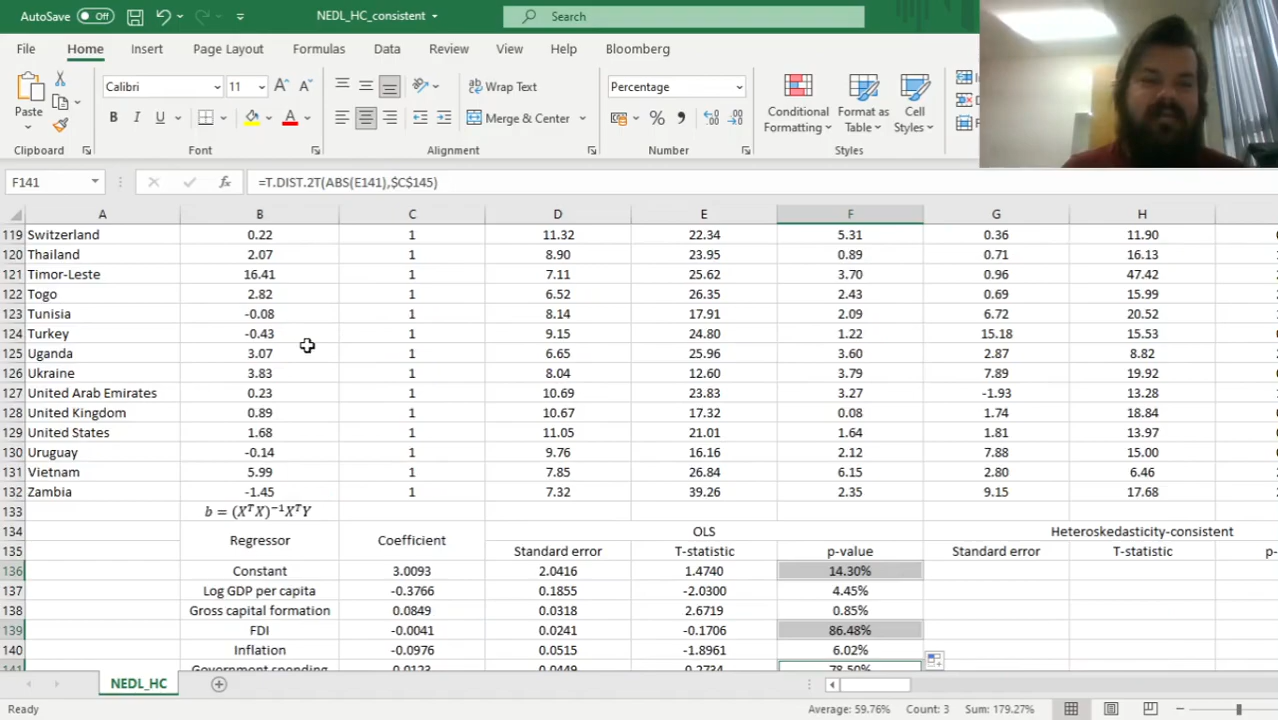 AutoSave Off NEDL_HC_consistent Search
File Home Insert Page Layout Formulas Data Review View Help Bloomberg
Paste Calibri 11 Wrap Text Percentage Conditional Formatting Format as Table Cell Styles
B I U A Merge & Center
Clipboard Font Alignment Number Styles
F141 fx =T.DIST.2T(ABS(E141),$C$145)
A B C D E F G H
119 Switzerland 0.22 1 11.32 22.34 5.31 0.36 11.90
120 Thailand 2.07 1 8.90 23.95 0.89 0.71 16.13
121 Timor-Leste 16.41 1 7.11 25.62 3.70 0.96 47.42
122 Togo 2.82 1 6.52 26.35 2.43 0.69 15.99
123 Tunisia -0.08 1 8.14 17.91 2.09 6.72 20.52
124 Turkey -0.43 1 9.15 24.80 1.22 15.18 15.53
125 Uganda 3.07 1 6.65 25.96 3.60 2.87 8.82
126 Ukraine 3.83 1 8.04 12.60 3.79 7.89 19.92
127 United Arab Emirates 0.23 1 10.69 23.83 3.27 -1.93 13.28
128 United Kingdom 0.89 1 10.67 17.32 0.08 1.74 18.84
129 United States 1.68 1 11.05 21.01 1.64 1.81 13.97
130 Uruguay -0.14 1 9.76 16.16 2.12 7.88 15.00
131 Vietnam 5.99 1 7.85 26.84 6.15 2.80 6.46
132 Zambia -1.45 1 7.32 39.26 2.35 9.15 17.68
133 b = (XᵀX)⁻¹XᵀY
134 OLS Heteroskedasticity-consistent
Regressor Coefficient
135 Standard error T-statistic p-value Standard error T-statistic
136 Constant 3.0093 2.0416 1.4740 14.30%
137 Log GDP per capita -0.3766 0.1855 -2.0300 4.45%
138 Gross capital formation 0.0849 0.0318 2.6719 0.85%
139 FDI -0.0041 0.0241 -0.1706 86.48%
140 Inflation -0.0976 0.0515 -1.8961 6.02%
141 Government spending 0.0123 0.0449 0.2734 78.50%
NEDL_HC
Ready Average: 59.76% Count: 3 Sum: 179.27%